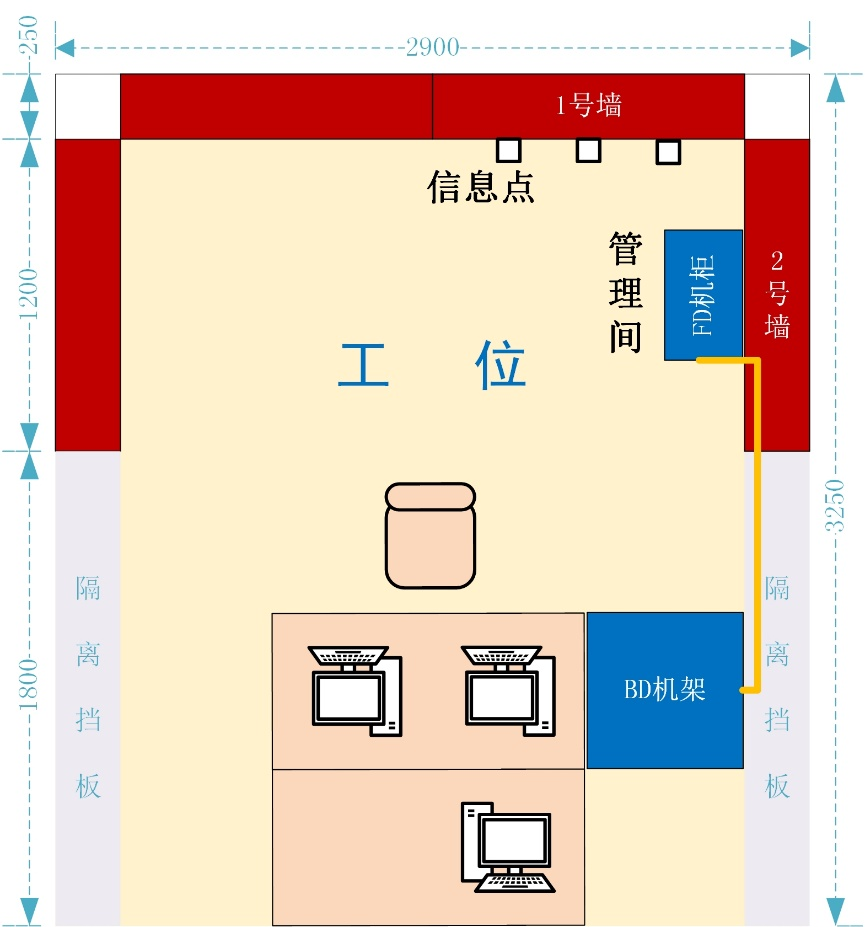 250
2900
1号墙
信息点
管理间
FD机柜
2号墙
1200
工位
3250
隔离挡板
隔离挡板
1800
BD机架